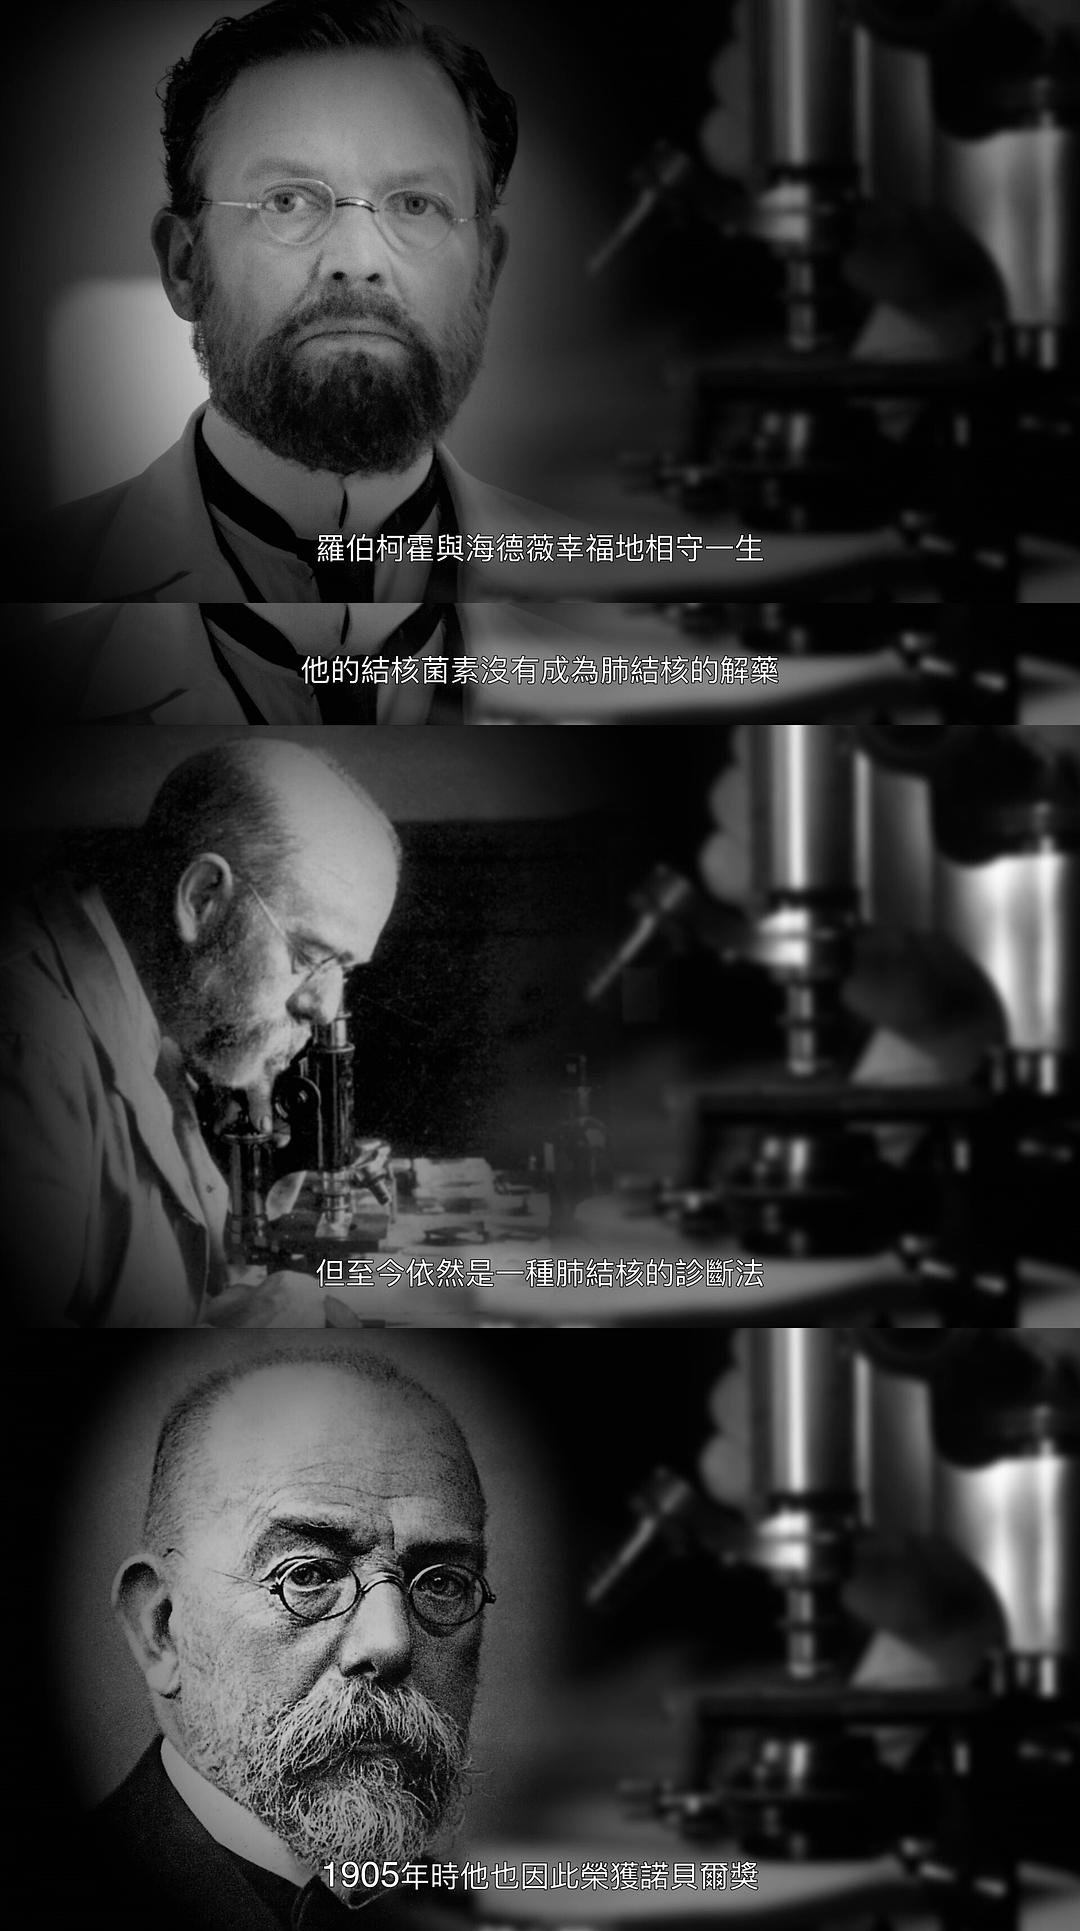 羅伯柯霍與海德薇幸福地相守一生
他的結核菌素沒有成為肺結核的解藥
但至今依然是一種肺結核的診斷法
1905年時他也因此榮獲諾貝爾獎